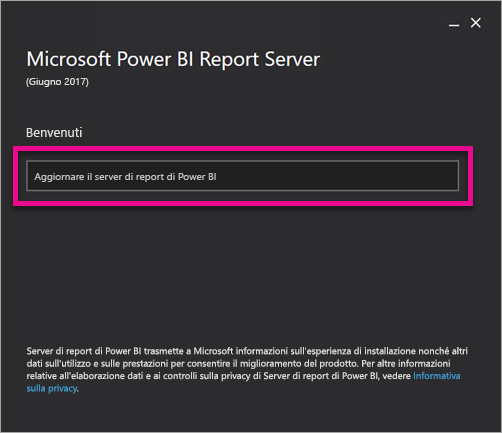 Microsoft Power BI Report Server
(Giugno 2017)
Benvenuti
Aggiornare il server di report di Power BI
Server di report di Power BI trasmette a Microsoft informazioni sull'esperienza di installazione nonché altri
dati sull'utilizzo e sulle prestazioni per consentire il miglioramento del prodotto. Per altre informazioni
relative all'elaborazione dati e ai controlli sulla privacy di Server di report di Power BI, vedere Informativa
sulla privacy.